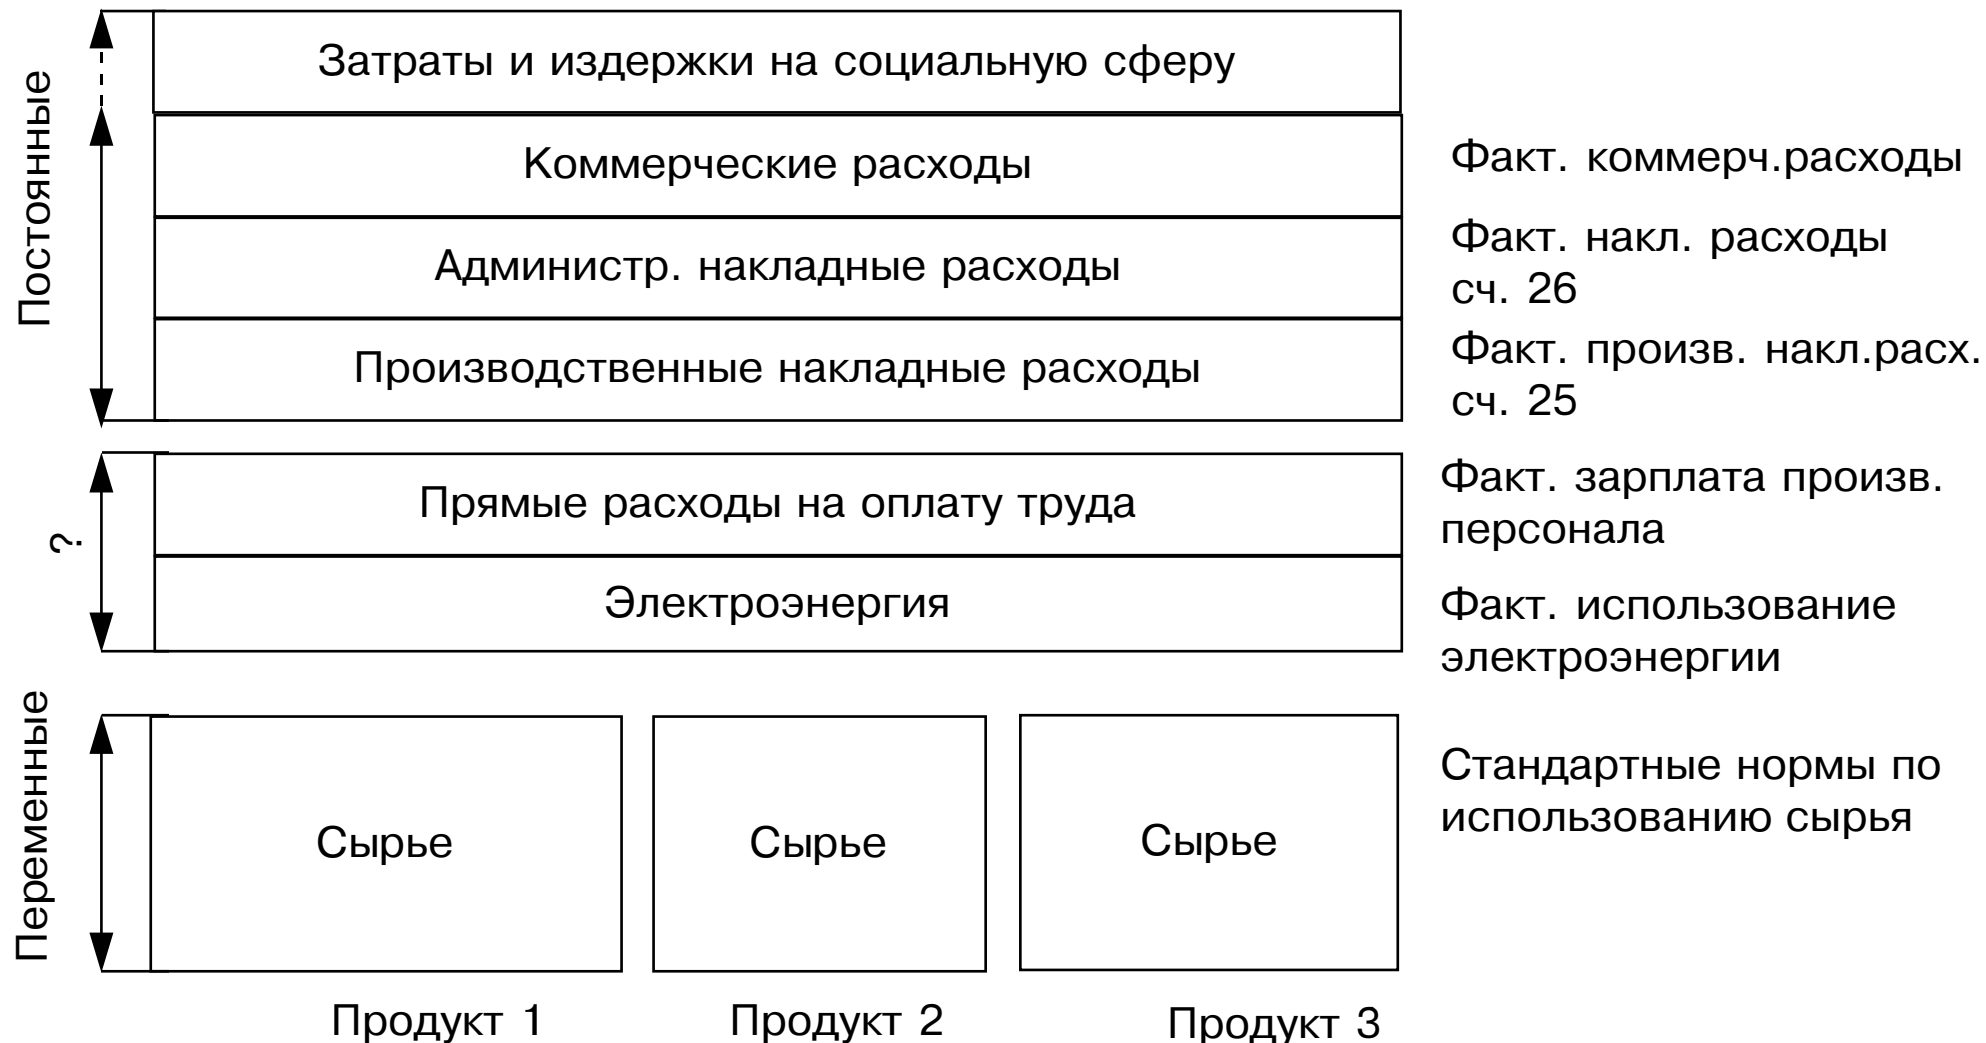 Постоянные
Затраты и издержки на социальную сферу
Коммерческие расходы
Факт. коммерч.расходы
Администр. накладные расходы
Факт. накл. расходы
сч. 26
Производственные накладные расходы
Факт. произв. накл.расх.
сч. 25
?
Прямые расходы на оплату труда
Факт. зарплата произв.
персонала
Электроэнергия
Факт. использование
электроэнергии
Переменные
Сырье
Сырье
Сырье
Стандартные нормы по
использованию сырья
Продукт 1
Продукт 2
Продукт 3